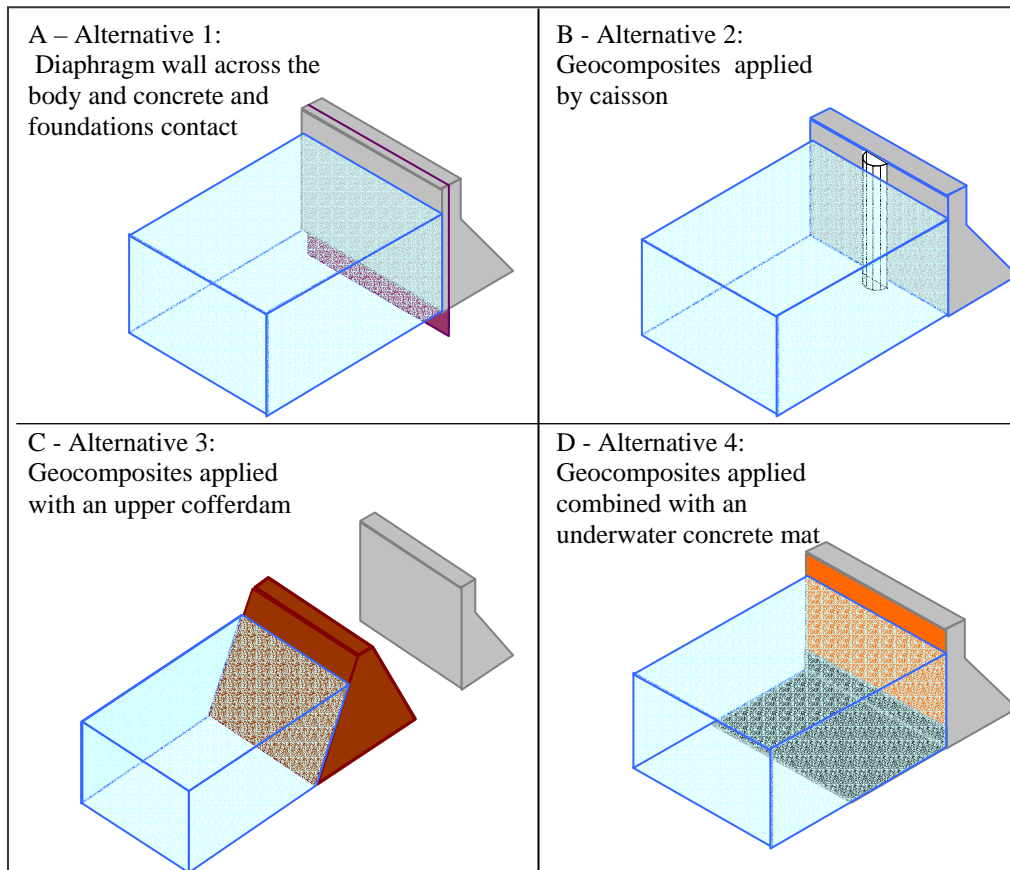 A – Alternative 1:
Diaphragm wall across the
body and concrete and
foundations contact
B - Alternative 2:
Geocomposites applied
by caisson
C - Alternative 3:
Geocomposites applied
with an upper cofferdam
D - Alternative 4:
Geocomposites applied
combined with an
underwater concrete mat